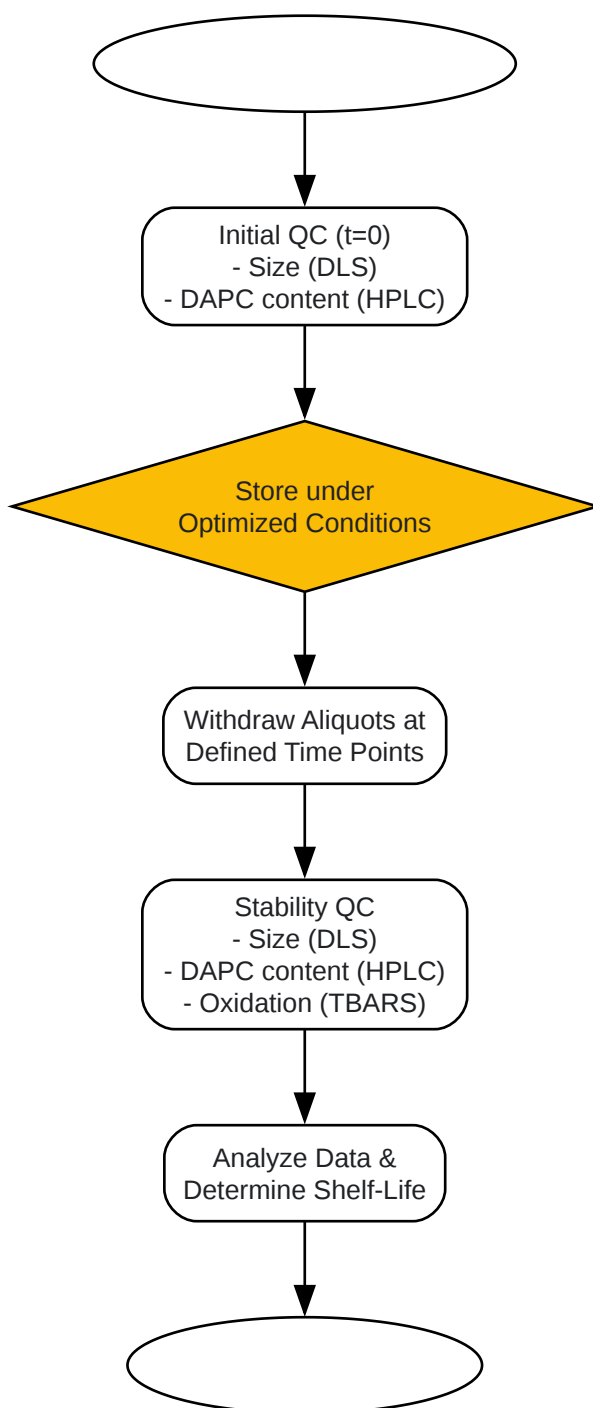 Initial QC (t=0)
- Size (DLS)
- DAPC content (HPLC)
Store under
Optimized Conditions
Withdraw Aliquots at
Defined Time Points
Stability QC
- Size (DLS)
- DAPC content (HPLC)
- Oxidation (TBARS)
Analyze Data &
Determine Shelf-Life